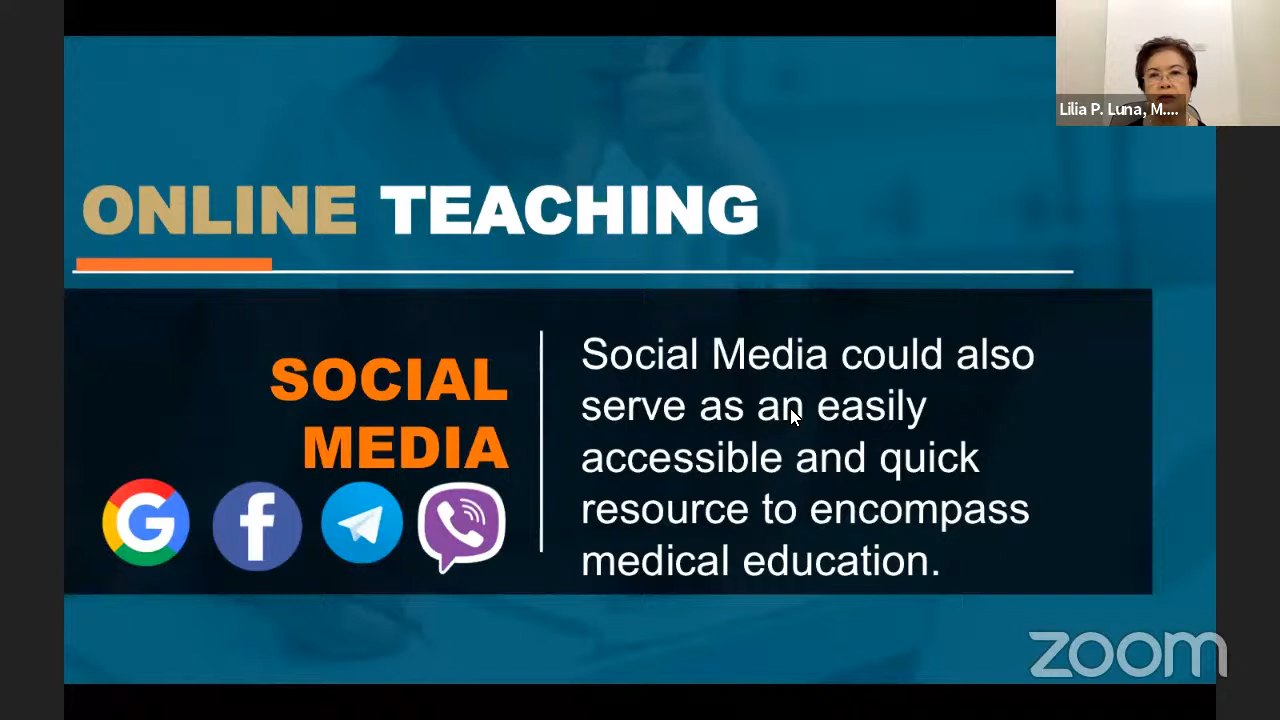 Lilia P. Luna, M....
ONLINE TEACHING
SOCIAL
MEDIA
Social Media could also
serve as an easily
accessible and quick
resource to encompass
medical education.
zoom